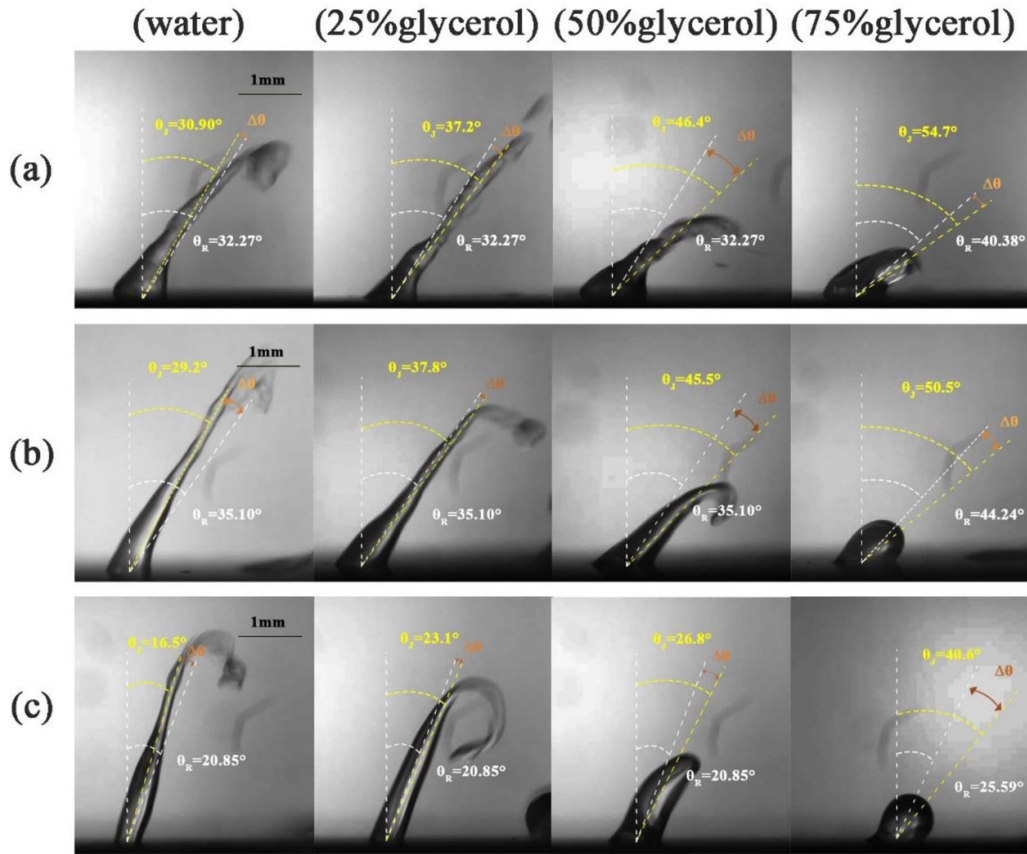 (water) (25%glycerol) (50%glycerol) (75%glycerol)
(a)
1mm
θJ=30.90° Δθ
θR=32.27°
θJ=37.2° Δθ
θR=32.27°
θJ=46.4° Δθ
θR=32.27°
θJ=54.7°
Δθ
θR=40.38°
(b)
1mm
θJ=29.2°
Δθ
θR=35.10°
θJ=37.8° Δθ
θR=35.10°
θJ=45.5° Δθ
θR=35.10°
θJ=50.5°
Δθ
θR=44.24°
(c)
1mm
θJ=16.5°
Δθ
θR=20.85°
θJ=23.1° Δθ
θR=20.85°
θJ=26.8° Δθ
θR=20.85°
θJ=40.6°
Δθ
θR=25.59°